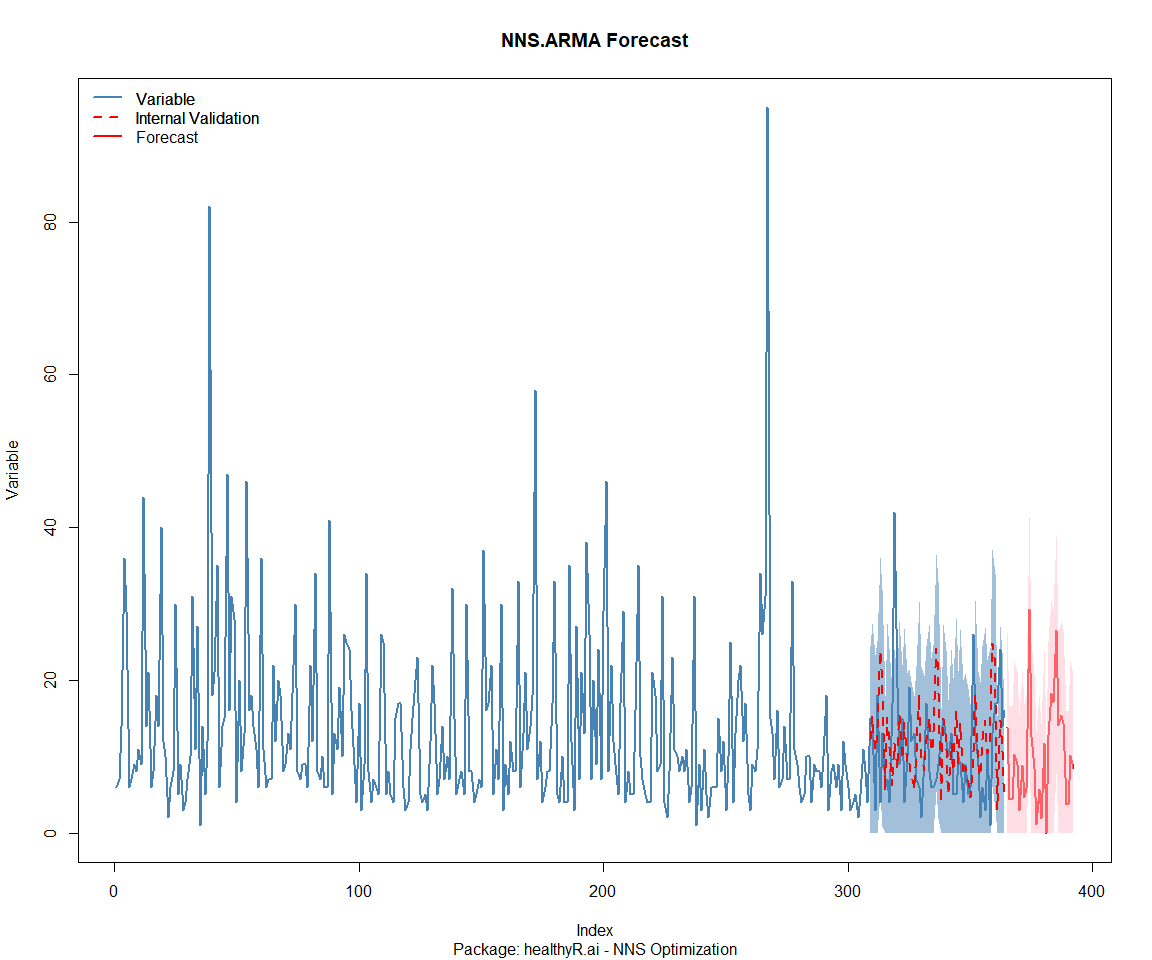 NNS.ARMA Forecast
Variable
Internal Validation
Forecast
Variable
80
60
40
20
0
0
100
200
300
400
Index
Package: healthyR.ai - NNS Optimization